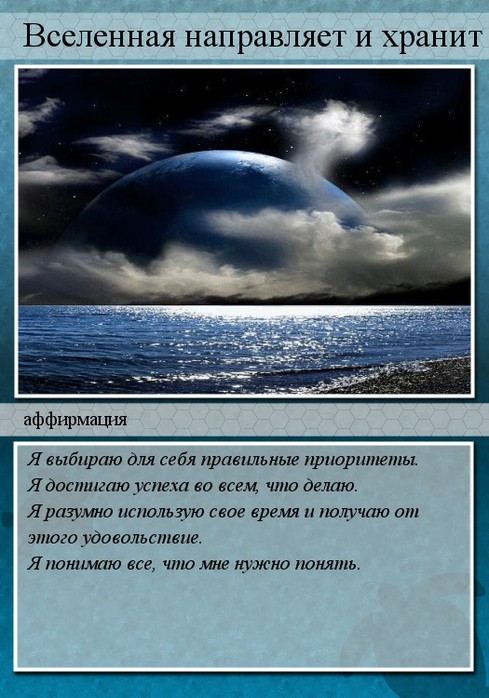 Вселенная направляет и хранит
аффирмация
Я выбираю для себя правильные приоритеты.
Я достигаю успеха во всем, что делаю.
Я разумно использую свое время и получаю от
этого удовольствие.
Я понимаю все, что мне нужно понять.